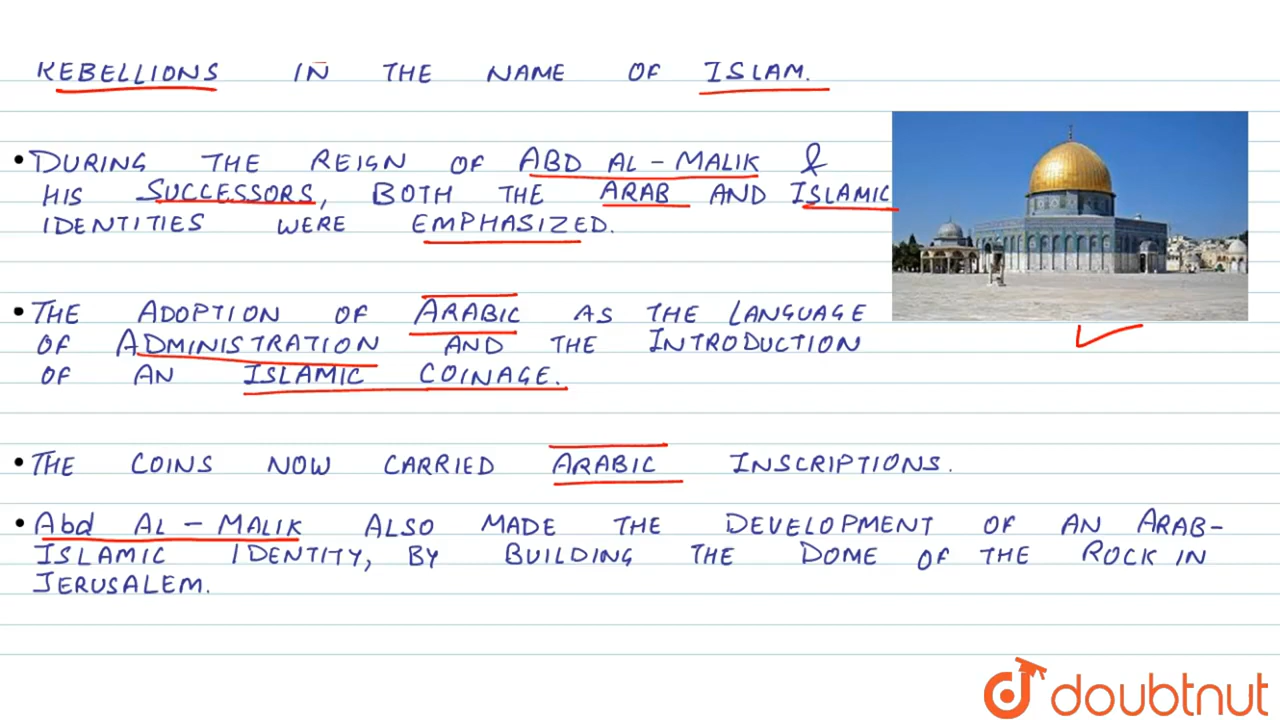 REBELLIONS IN THE NAME OF ISLAM.
• DURING THE REIGN OF ABD AL-MALIK &
HIS SUCCESSORS, BOTH THE ARAB AND ISLAMIC
IDENTITIES WERE EMPHASIZED.
• THE ADOPTION OF ARABIC AS THE LANGUAGE
OF ADMINISTRATION AND THE INTRODUCTION
OF AN ISLAMIC COINAGE.
• THE COINS NOW CARRIED ARABIC INSCRIPTIONS.
• Abd AL-MALIK ALSO MADE THE DEVELOPMENT OF AN ARAB-
ISLAMIC IDENTITY, BY BUILDING THE DOME OF THE ROCK IN
JERUSALEM.
doubtnut